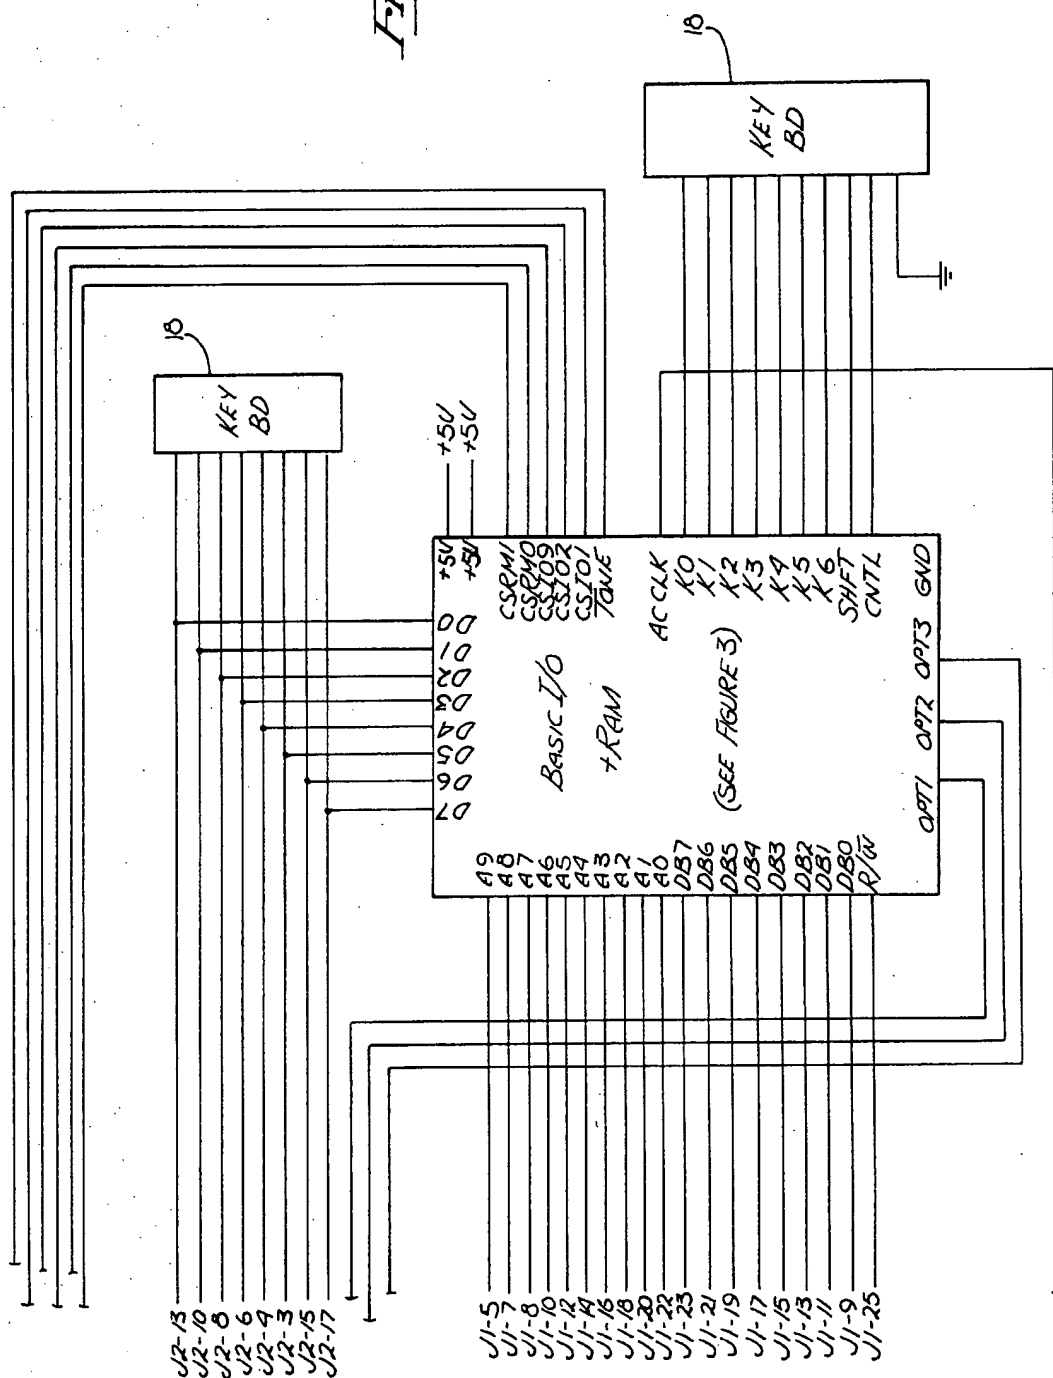 18
KEY
BD
18
KEY
BD
+5V
+5V
+5V
+5V
CSRM1
CSRM0
CSIO9
CSIO2
CSIO1
TONE
D0
D1
D2
D3
D4
D5
D6
D7
AC CLK
K0
K1
K2
K3
K4
K5
K6
SHFT
CNTL
GND
BASIC I/O
+RAM
(SEE FIGURE 3)
OPT1
OPT2
OPT3
A9
A8
A7
A6
A5
A4
A3
A2
A1
A0
DB7
DB6
DB5
DB4
DB3
DB2
DB1
DB0
R/W̅
J2-13
J2-10
J2-8
J2-6
J2-4
J2-3
J2-15
J2-17
J1-5
J1-7
J1-8
J1-10
J1-12
J1-14
J1-16
J1-18
J1-20
J1-22
J1-23
J1-21
J1-19
J1-17
J1-15
J1-13
J1-11
J1-9
J1-25